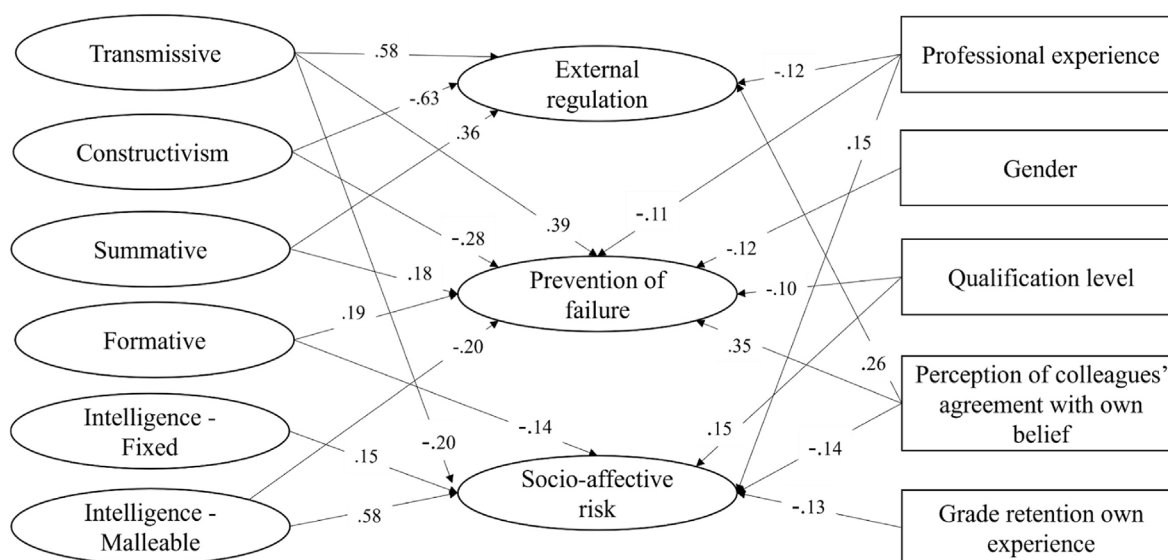 Transmissive
.58
External
regulation
-.12
Professional experience
-.63
.36
.15
Constructivism
Gender
Summative
.39
-.11
-.28
-.12
.18
Prevention of
failure
-.10
Qualification level
.19
Formative
-.20
.35
.26
Perception of colleagues'
agreement with own
belief
Intelligence -
Fixed
-.14
-.20
.15
-.14
.15
Socio-affective
risk
.58
-.13
Intelligence -
Malleable
Grade retention own
experience